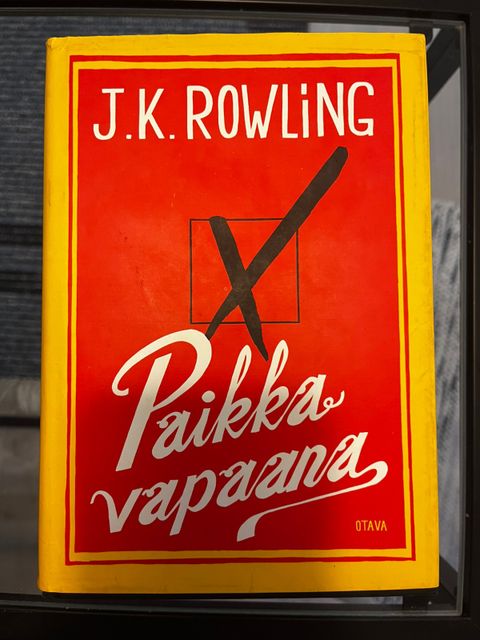 J.K. ROWLiNG
Paikka
vapaana
OTAVA